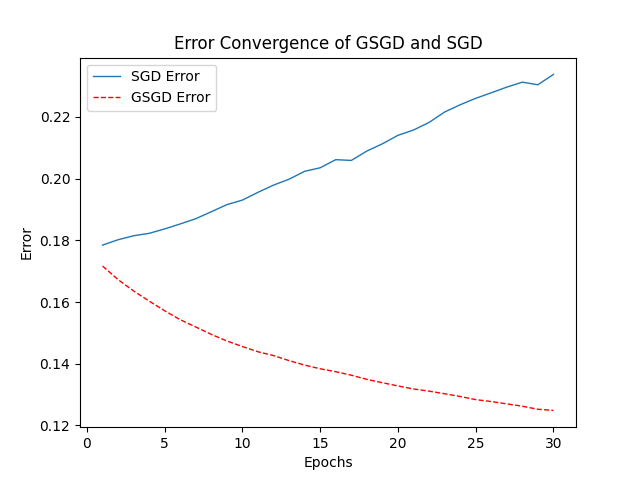 Error Convergence of GSGD and SGD
SGD Error
GSGD Error
0.22
0.20
0.18
0.16
0.14
0.12
Error
0 5 10 15 20 25 30
Epochs